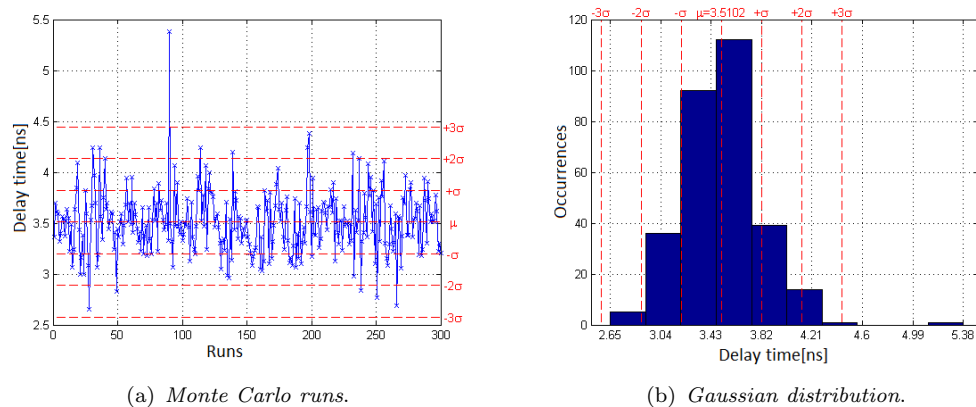 5.5
5
4.5
4
3.5
3
2.5
Delay time[ns]
0
50
100
150
200
250
300
Runs
+3σ
+2σ
+σ
μ
-σ
-2σ
-3σ
(a) Monte Carlo runs.
-3σ
-2σ
-σ
μ=3.5102
+σ
+2σ
+3σ
120
100
80
60
40
20
0
Occurrences
2.65
3.04
3.43
3.82
4.21
4.6
4.99
5.38
Delay time[ns]
(b) Gaussian distribution.